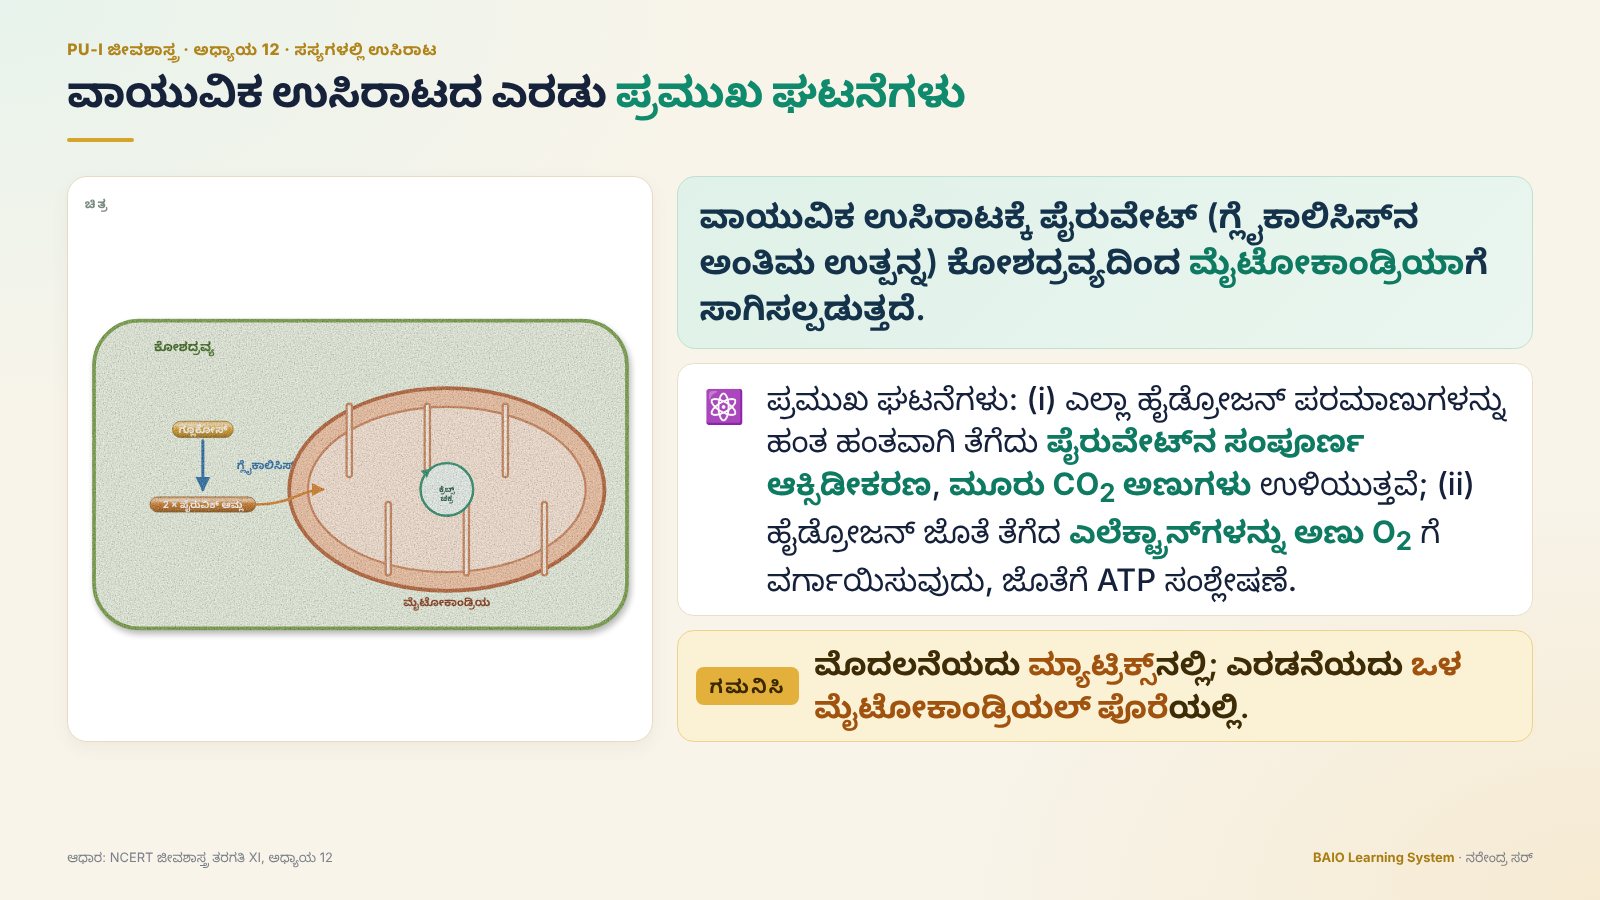 PU-I ಜೀವಶಾಸ್ತ್ರ · ಅಧ್ಯಾಯ 12 · ಸಸ್ಯಗಳಲ್ಲಿ ಉಸಿರಾಟ
ವಾಯುವಿಕ ಉಸಿರಾಟದ ಎರಡು ಪ್ರಮುಖ ಘಟನೆಗಳು
ಚಿತ್ರ
ಕೋಶದ್ರವ್ಯ
ಗ್ಲೂಕೋಸ್
ಗ್ಲೈಕಾಲಿಸಿಸ್
2 × ಪೈರುವಿಕ್ ಆಮ್ಲ
ಕ್ರೆಬ್ಸ್
ಚಕ್ರ
ಮೈಟೋಕಾಂಡ್ರಿಯ
ವಾಯುವಿಕ ಉಸಿರಾಟಕ್ಕೆ ಪೈರುವೇಟ್ (ಗ್ಲೈಕಾಲಿಸಿಸ್‌ನ
ಅಂತಿಮ ಉತ್ಪನ್ನ) ಕೋಶದ್ರವ್ಯದಿಂದ ಮೈಟೋಕಾಂಡ್ರಿಯಾಗೆ
ಸಾಗಿಸಲ್ಪಡುತ್ತದೆ.
ಪ್ರಮುಖ ಘಟನೆಗಳು: (i) ಎಲ್ಲಾ ಹೈಡ್ರೋಜನ್ ಪರಮಾಣುಗಳನ್ನು
ಹಂತ ಹಂತವಾಗಿ ತೆಗೆದು ಪೈರುವೇಟ್‌ನ ಸಂಪೂರ್ಣ
ಆಕ್ಸಿಡೀಕರಣ, ಮೂರು CO₂ ಅಣುಗಳು ಉಳಿಯುತ್ತವೆ; (ii)
ಹೈಡ್ರೋಜನ್ ಜೊತೆ ತೆಗೆದ ಎಲೆಕ್ಟ್ರಾನ್‌ಗಳನ್ನು ಅಣು O₂ ಗೆ
ವರ್ಗಾಯಿಸುವುದು, ಜೊತೆಗೆ ATP ಸಂಶ್ಲೇಷಣೆ.
ಗಮನಿಸಿ
ಮೊದಲನೆಯದು ಮ್ಯಾಟ್ರಿಕ್ಸ್‌ನಲ್ಲಿ; ಎರಡನೆಯದು ಒಳ
ಮೈಟೋಕಾಂಡ್ರಿಯಲ್ ಪೊರೆಯಲ್ಲಿ.
ಆಧಾರ: NCERT ಜೀವಶಾಸ್ತ್ರ ತರಗತಿ XI, ಅಧ್ಯಾಯ 12
BAIO Learning System · ನರೇಂದ್ರ ಸರ್